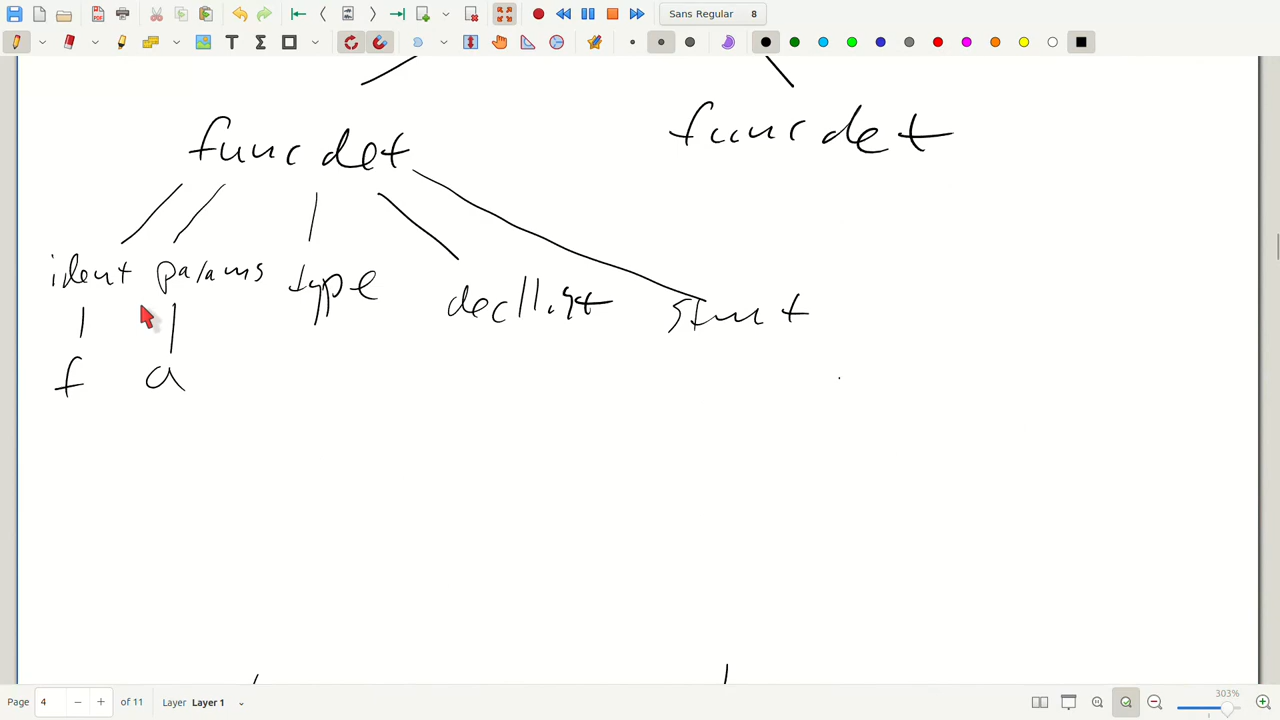 Sans Regular 8
funcdef funcdef
ident params type decllist stmt
f a
Page 4 of 11 Layer Layer 1 303%